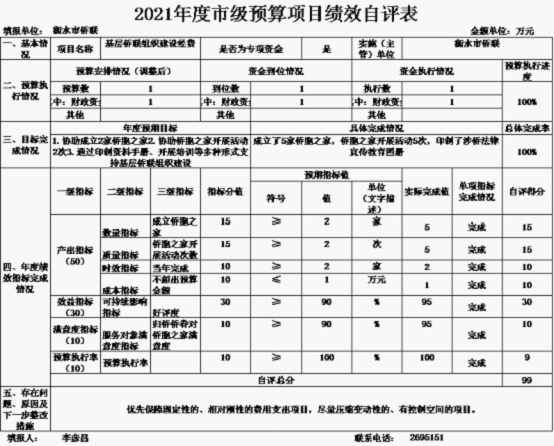 2021年度市级预算项目绩效自评表
填报单位： 衡水市侨联 金额单位：万元
一、基本情况 项目名称 基层侨联组织建设经费 是否为专项资金 是 实施（主管）单位 衡水市侨联
二、预算执行情况 预算安排情况（调整后） 资金到位情况 资金执行情况 预算执行进度
预算数 1 到位数 1 执行数 1 100%
其中：财政资金 1 其中：财政资金 1 其中：财政资金 1
其他 其他 其他
三、目标完成情况 年度预期目标 具体完成情况 总体完成率
1.协助成立2家侨胞之家2.协助侨胞之家开展活动2次3.通过印制资料手册、开展培训等多种形式支持基层侨联组织建设 成立了5家侨胞之家，侨胞之家开展活动5次，印制了涉侨法律宣传教育图册 100%
四、年度绩效指标完成情况 一级指标 二级指标 三级指标 指标分值 预期指标值 实际完成值 单项指标完成情况 自评得分
符号 值 单位（文字描述）
产出指标（50） 数量指标 成立侨胞之家 15 ≥ 2 家 5 完成 15
质量指标 侨胞之家开展活动次数 15 ≥ 2 次 5 完成 15
时效指标 当年完成 10 ≥ 2 家 2 完成 10
成本指标 不超出预算金额 10 ≤ 1 万元 1 完成 10
效益指标（30） 可持续影响指标 好评度 30 ≥ 90 % 95 完成 30
满意度指标（10） 服务对象满意度指标 归侨侨眷对侨胞之家满意度 10 ≥ 90 % 95 完成 10
预算执行率（10） 预算执行率 10 ≥ 100 % 100 完成 9
自评总分 99
五、存在问题、原因及下一步整改措施 优先保障固定性的、相对刚性的费用支出项目，尽量压缩变动性的、有控制空间的项目。
填报人： 李彦昌 联系电话： 2695151